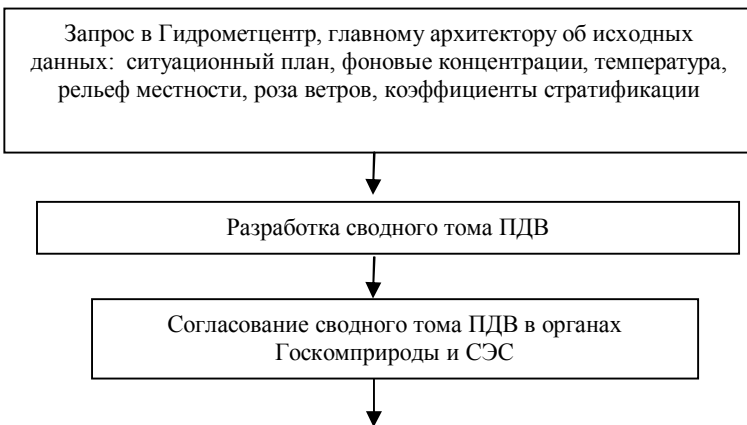 Запрос в Гидрометцентр, главному архитектору об исходных
данных: ситуационный план, фоновые концентрации, температура,
рельеф местности, роза ветров, коэффициенты стратификации
Разработка сводного тома ПДВ
Согласование сводного тома ПДВ в органах
Госкомприроды и СЭС